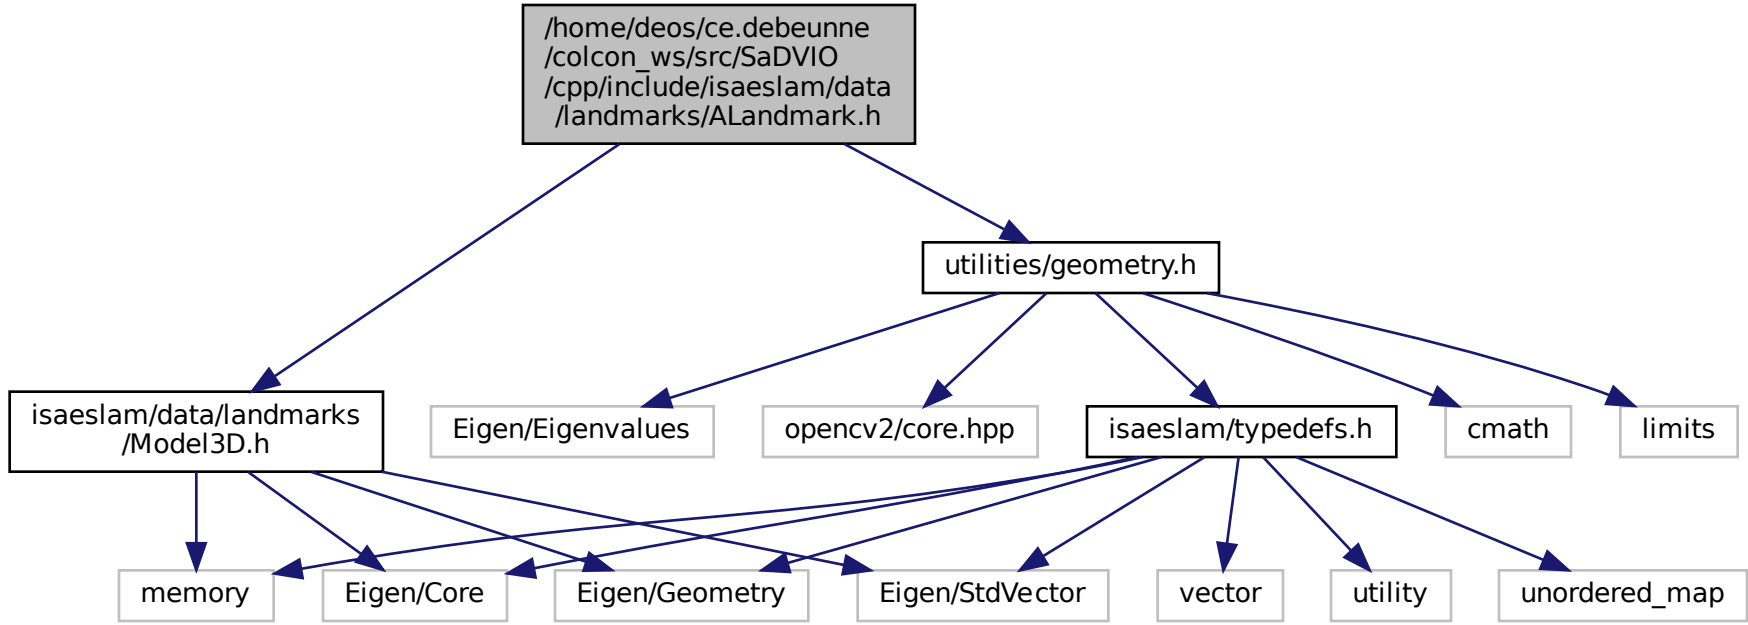 /home/deos/ce.debeunne
/colcon_ws/src/SaDVIO
/cpp/include/isaeslam/data
/landmarks/ALandmark.h
utilities/geometry.h
isaeslam/data/landmarks
/Model3D.h
Eigen/Eigenvalues
opencv2/core.hpp
isaeslam/typedefs.h
cmath
limits
memory
Eigen/Core
Eigen/Geometry
Eigen/StdVector
vector
utility
unordered_map